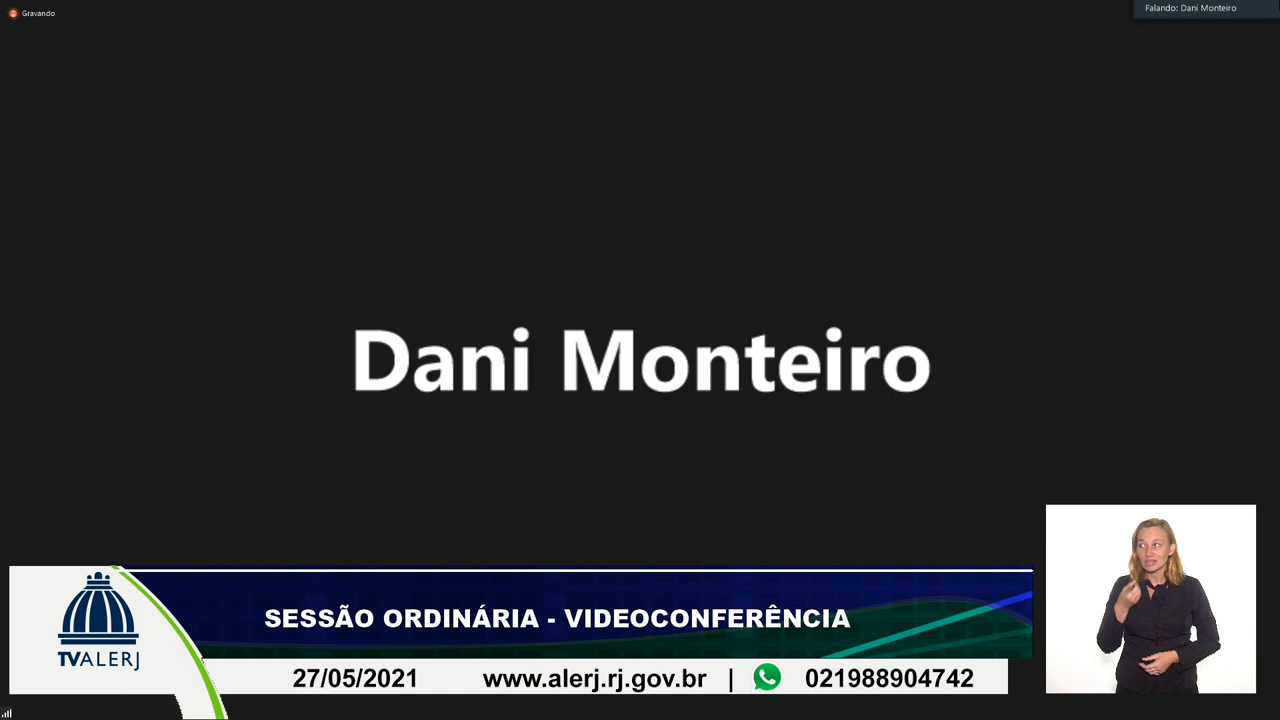 Gravando
Falando: Dani Monteiro
Dani Monteiro
SESSÃO ORDINÁRIA - VIDEOCONFERÊNCIA
TVALERJ
27/05/2021 www.alerj.rj.gov.br | 021988904742